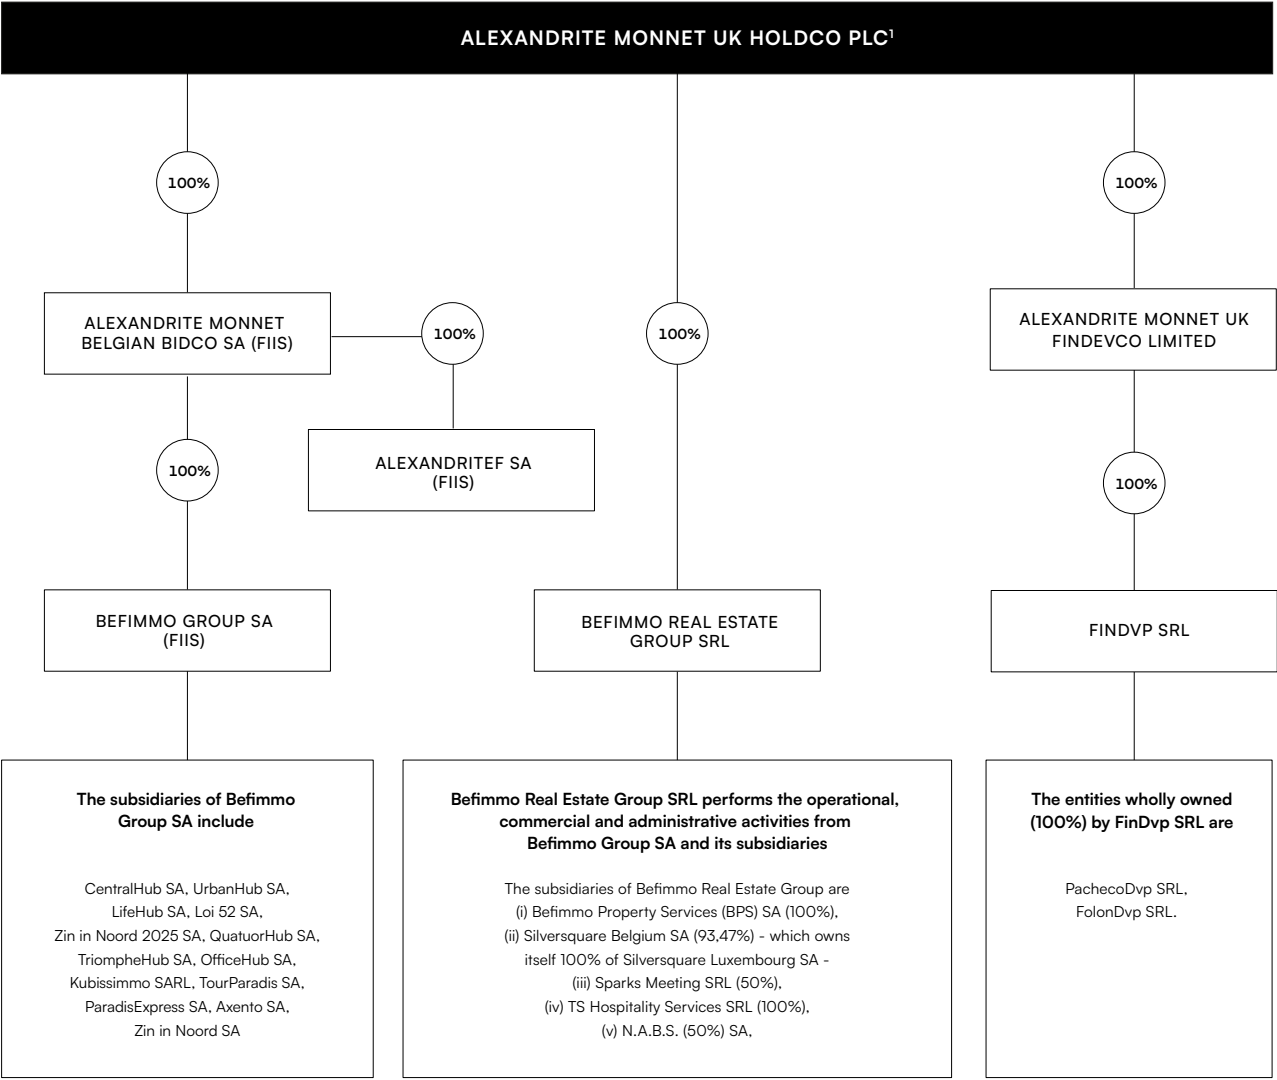 ALEXANDRITE MONNET UK HOLDCO PLC¹
100%
100%
ALEXANDRITE MONNET
BELGIAN BIDCO SA (FIIS)
100%
100%
ALEXANDRITE MONNET UK
FINDEVCO LIMITED
ALEXANDRITEF SA
(FIIS)
100%
100%
BEFIMMO GROUP SA
(FIIS)
BEFIMMO REAL ESTATE
GROUP SRL
FINDVP SRL
The subsidiaries of Befimmo
Group SA include
CentralHub SA, UrbanHub SA,
LifeHub SA, Loi 52 SA,
Zin in Noord 2025 SA, QuatuorHub SA,
TriompheHub SA, OfficeHub SA,
Kubissimmo SARL, TourParadis SA,
ParadisExpress SA, Axento SA,
Zin in Noord SA
Befimmo Real Estate Group SRL performs the operational,
commercial and administrative activities from
Befimmo Group SA and its subsidiaries
The subsidiaries of Befimmo Real Estate Group are
(i) Befimmo Property Services (BPS) SA (100%),
(ii) Silversquare Belgium SA (93,47%) - which owns
itself 100% of Silversquare Luxembourg SA -
(iii) Sparks Meeting SRL (50%),
(iv) TS Hospitality Services SRL (100%),
(v) N.A.B.S. (50%) SA,
The entities wholly owned
(100%) by FinDvp SRL are
PachecoDvp SRL,
FolonDvp SRL.